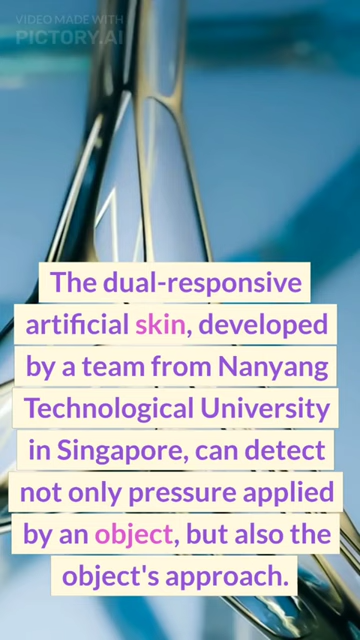 VIDEO MADE WITH
PICTORY.AI
The dual-responsive
artificial skin, developed
by a team from Nanyang
Technological University
in Singapore, can detect
not only pressure applied
by an object, but also the
object's approach.